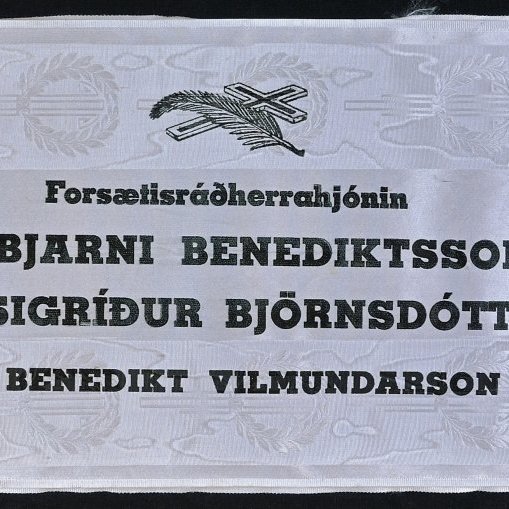 Forsætisráðherrahjónin
BJARNI BENEDIKTSSO
SIGRÍÐUR BJÖRNSDÓTT
BENEDIKT VILMUNDARSON